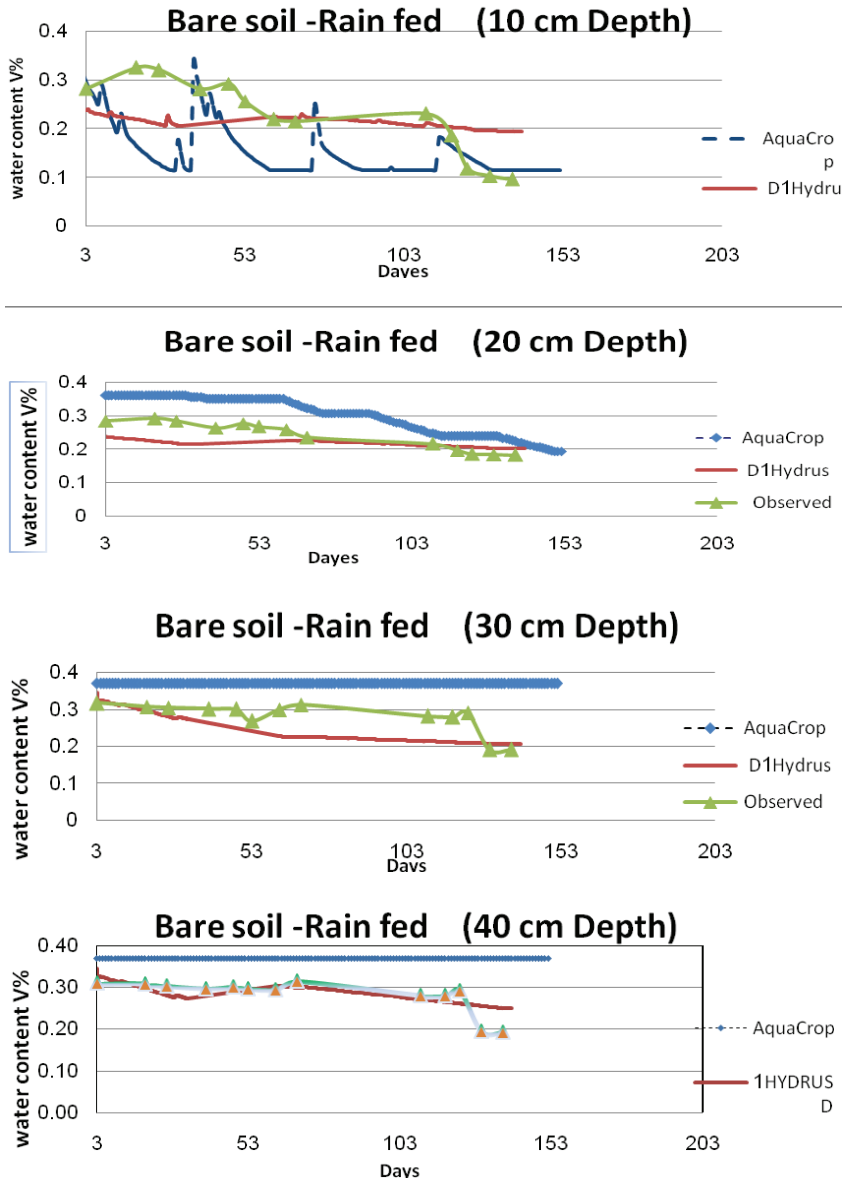 Bare soil -Rain fed (10 cm Depth)
water content V%
0.4
0.3
0.2
0.1
0
3 53 103 153 203
Dayes
AquaCro
p
D1Hydru
Bare soil -Rain fed (20 cm Depth)
water content V%
0.4
0.3
0.2
0.1
0
3 53 103 153 203
Dayes
AquaCrop
D1Hydrus
Observed
Bare soil -Rain fed (30 cm Depth)
water content V%
0.4
0.3
0.2
0.1
0
3 53 103 153 203
Days
AquaCrop
D1Hydrus
Observed
Bare soil -Rain fed (40 cm Depth)
water content V%
0.40
0.30
0.20
0.10
0.00
3 53 103 153 203
Days
AquaCrop
1HYDRUS
D